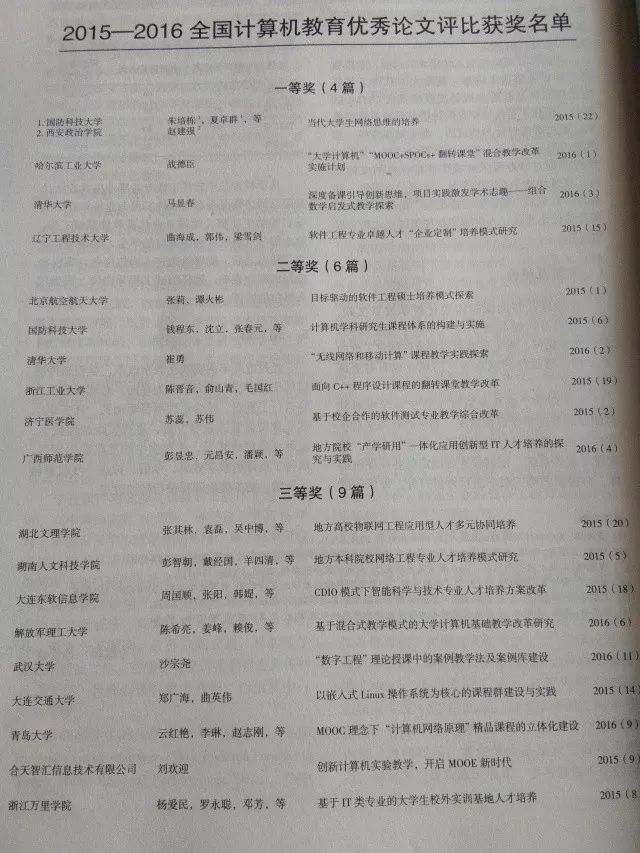 2015—2016 全国计算机教育优秀论文评比获奖名单
一等奖（4 篇）
1. 国防科技大学 朱培栋1，夏卓群1，等 当代大学生网络思维的培养 2015（22）
2. 西安政治学院 赵建强2
哈尔滨工业大学 战德臣 “大学计算机”“MOOC+SPOCs+ 翻转课堂”混合教学改革 2016（1）
实施计划
清华大学 马昱春 深度备课引导创新思维，项目实践激发学术志趣——组合 2016（3）
数学启发式教学探索
辽宁工程技术大学 曲海成，郭伟，梁雪剑 软件工程专业卓越人才“企业定制”培养模式研究 2015（15）
二等奖（6 篇）
北京航空航天大学 张莉、谭火彬 目标驱动的软件工程硕士培养模式探索 2015（1）
国防科技大学 钱程东，沈立，张春元，等 计算机学科研究生课程体系的构建与实施 2015（6）
清华大学 崔勇 “无线网络和移动计算”课程教学实践探索 2016（2）
浙江工业大学 陈晋音，俞山青，毛国红 面向 C++ 程序设计课程的翻转课堂教学改革 2015（19）
济宁医学院 苏蕊，苏伟 基于校企合作的软件测试专业教学综合改革 2015（2）
广西师范学院 彭昱忠，元昌安，潘颖，等 地方院校“产学研用”一体化应用创新型 IT 人才培养的探 2016（4）
究与实践
三等奖（9 篇）
湖北文理学院 张其林，袁磊，吴中博，等 地方高校物联网工程应用型人才多元协同培养 2015（20）
湖南人文科技学院 彭智朝，戴经国，羊四清，等 地方本科院校网络工程专业人才培养模式研究 2015（5）
大连东软信息学院 周国顺，张阳，韩媞，等 CDIO 模式下智能科学与技术专业人才培养方案改革 2015（18）
解放军理工大学 陈希亮，姜峰，赖俊，等 基于混合式教学模式的大学计算机基础教学改革研究 2016（6）
武汉大学 沙宗尧 “数字工程”理论授课中的案例教学法及案例库建设 2016（11）
大连交通大学 郑广海，曲英伟 以嵌入式 Linux 操作系统为核心的课程群建设与实践 2015（14
青岛大学 云红艳，李琳，赵志刚，等 MOOC 理念下“计算机网络原理”精品课程的立体化建设 2016（9）
合天智汇信息技术有限公司 刘欢迎 创新计算机实验教学，开启 MOOE 新时代 2015（9）
浙江万里学院 杨爱民，罗永聪，邓芳，等 基于 IT 类专业的大学生校外实训基地人才培养 2015（8